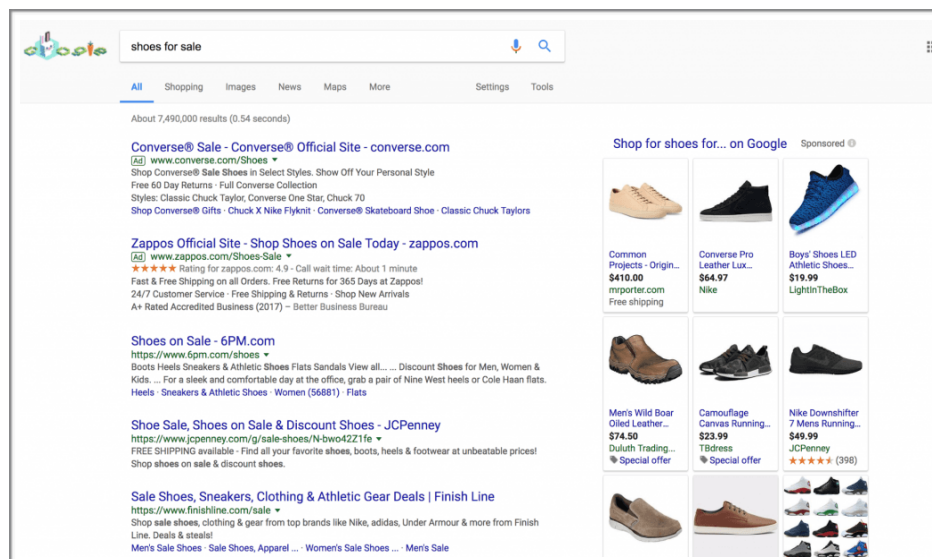 shoes for sale
All Shopping Images News Maps More Settings Tools
About 7,490,000 results (0.54 seconds)
Converse® Sale - Converse® Official Site - converse.com
Ad www.converse.com/Shoes
Shop Converse® Sale Shoes in Select Styles. Show Off Your Personal Style
Free 60 Day Returns · Full Converse Collection
Styles: Classic Chuck Taylor, Converse One Star, Chuck 70
Shop Converse® Gifts · Chuck X Nike Flyknit · Converse® Skateboard Shoe · Classic Chuck Taylors
Zappos Official Site - Shop Shoes on Sale Today - zappos.com
Ad www.zappos.com/Shoes-Sale
Rating for zappos.com: 4.9 - Call wait time: About 1 minute
Fast & Free Shipping on all Orders. Free Returns for 365 Days at Zappos!
24/7 Customer Service · Free Shipping & Returns · Shop New Arrivals
A+ Rated Accredited Business (2017) – Better Business Bureau
Shoes on Sale - 6PM.com
https://www.6pm.com/shoes
Boots Heels Sneakers & Athletic Shoes Flats Sandals View all... ... Discount Shoes for Men, Women &
Kids. ... For a sleek and comfortable day at the office, grab a pair of Nine West heels or Cole Haan flats.
Heels · Sneakers & Athletic Shoes · Women (56881) · Flats
Shoe Sale, Shoes on Sale & Discount Shoes - JCPenney
https://www.jcpenney.com/g/sale-shoes/N-bwo42Z1fe
FREE SHIPPING available - Find all your favorite shoes, boots, heels & footwear at unbeatable prices!
Shop shoes on sale & discount shoes.
Sale Shoes, Sneakers, Clothing & Athletic Gear Deals | Finish Line
https://www.finishline.com/sale
Shop sale shoes, clothing & gear from top brands like Nike, adidas, Under Armour & more from Finish
Line. Deals & steals!
Men's Sale Shoes · Sale Shoes, Apparel ... · Women's Sale Shoes ... · Men's Sale
Shop for shoes for... on Google Sponsored
Common
Projects - Origin...
$410.00
mrporter.com
Free shipping
Converse Pro
Leather Lux...
$64.97
Nike
Boys' Shoes LED
Athletic Shoes...
$19.99
LightInTheBox
Men's Wild Boar
Oiled Leather...
$74.50
Duluth Trading...
Special offer
Camouflage
Canvas Running...
$23.99
TBdress
Special offer
Nike Downshifter
7 Mens Running...
$49.99
JCPenney
(398)